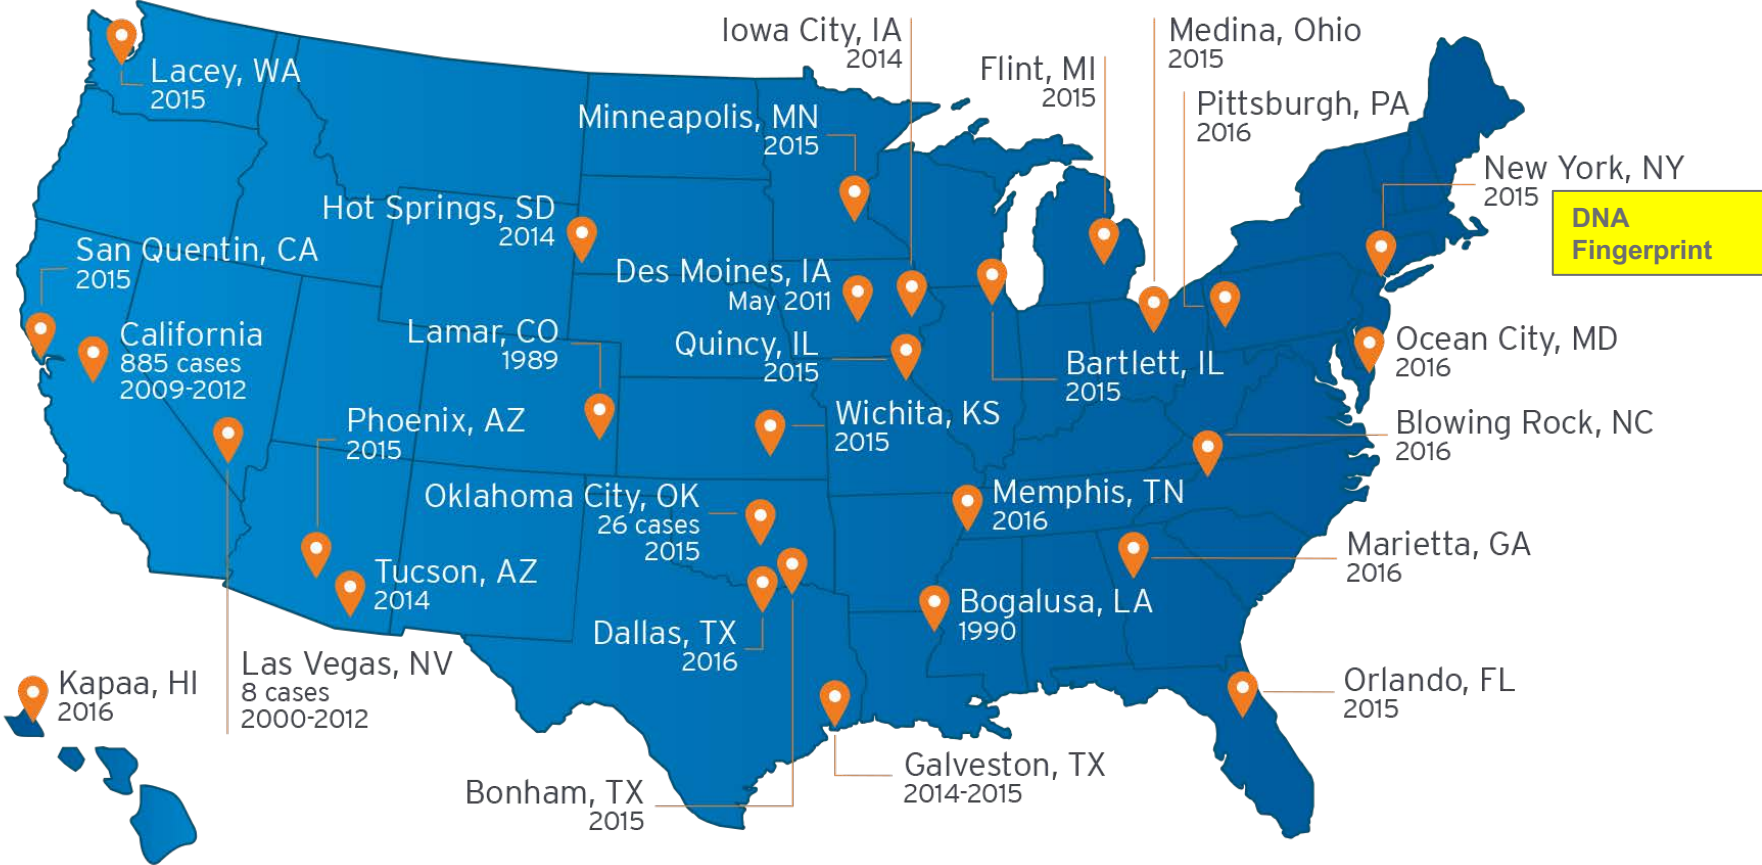 Iowa City, IA
2014
Medina, Ohio
2015
Flint, MI
2015
Lacey, WA
2015
Pittsburgh, PA
2016
Minneapolis, MN
2015
New York, NY
2015
DNA
Fingerprint
Hot Springs, SD
2014
San Quentin, CA
2015
Des Moines, IA
May 2011
California
885 cases
2009-2012
Lamar, CO
1989
Quincy, IL
2015
Bartlett, IL
2015
Ocean City, MD
2016
Phoenix, AZ
2015
Wichita, KS
2015
Blowing Rock, NC
2016
Oklahoma City, OK
26 cases
2015
Memphis, TN
2016
Marietta, GA
2016
Tucson, AZ
2014
Bogalusa, LA
1990
Dallas, TX
2016
Kapaa, HI
2016
Las Vegas, NV
8 cases
2000-2012
Orlando, FL
2015
Galveston, TX
2014-2015
Bonham, TX
2015